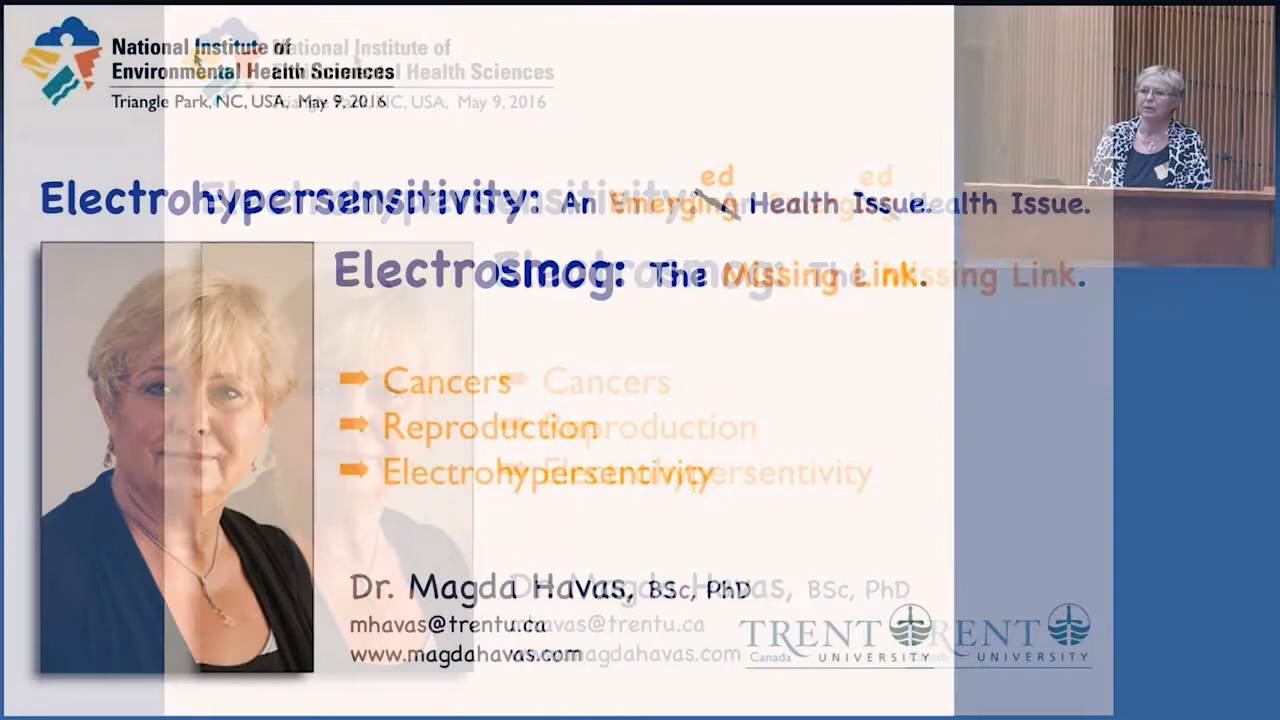 National Institute of
Environmental Health Sciences
Triangle Park, NC, USA, May 9, 2016
ed
Electrohypersensitivity: An Emerging Health Issue.
Electrosmog: The Missing Link.
Cancers
Reproduction
Electrohypersentivity
Dr. Magda Havas, BSc, PhD
mhavas@trentu.ca
www.magdahavas.com
TRENT
Canada UNIVERSITY